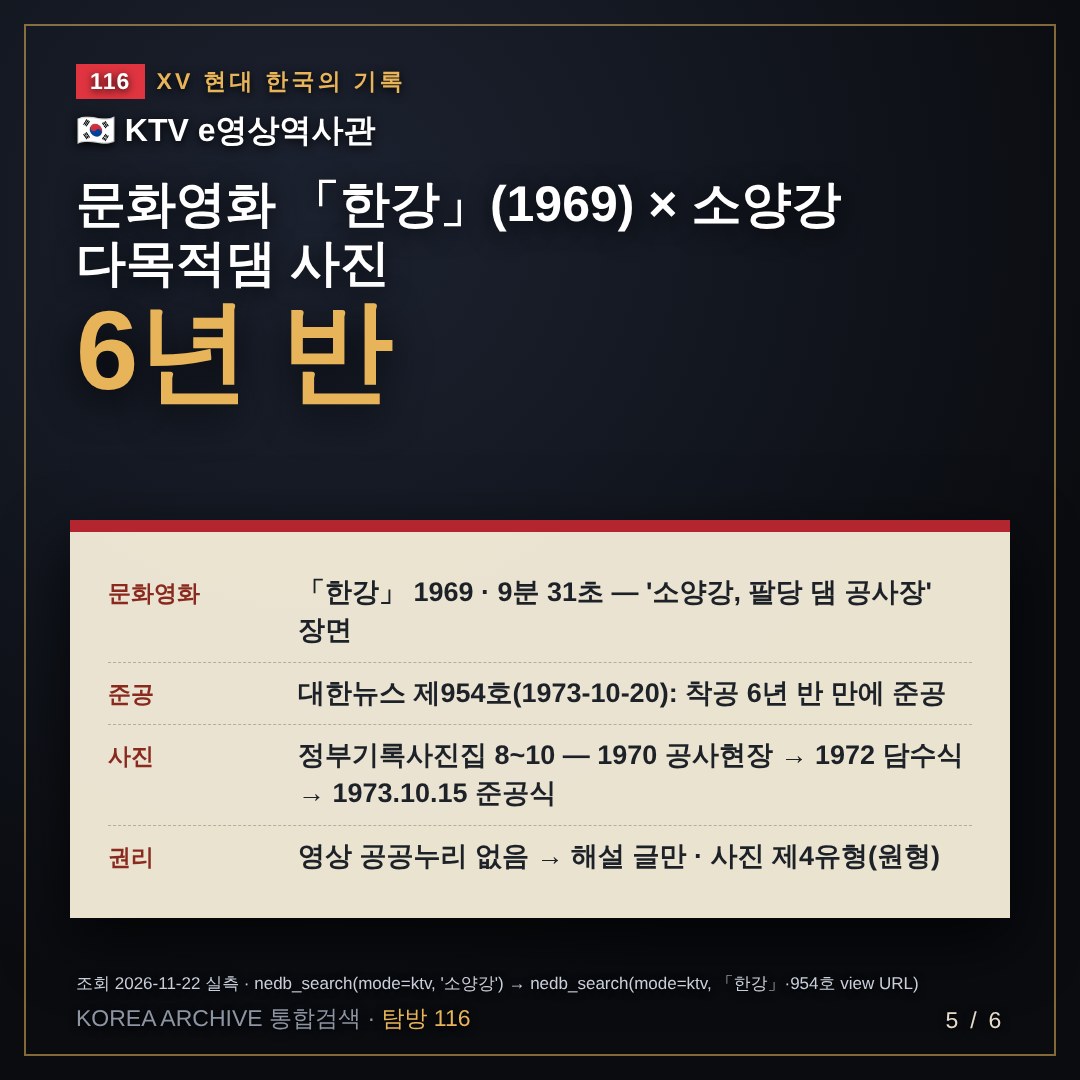 116 XV 현대 한국의 기록
🇰🇷 KTV e영상역사관
문화영화 「한강」(1969) × 소양강
다목적댐 사진
6년 반
문화영화 「한강」 1969 · 9분 31초 — '소양강, 팔당 댐 공사장'
장면
준공 대한뉴스 제954호(1973-10-20): 착공 6년 반 만에 준공
사진 정부기록사진집 8~10 — 1970 공사현장 → 1972 담수식
→ 1973.10.15 준공식
권리 영상 공공누리 없음 → 해설 글만 · 사진 제4유형(원형)
조회 2026-11-22 실측 · nedb_search(mode=ktv, '소양강') → nedb_search(mode=ktv, 「한강」·954호 view URL)
KOREA ARCHIVE 통합검색 · 탐방 116
5 / 6